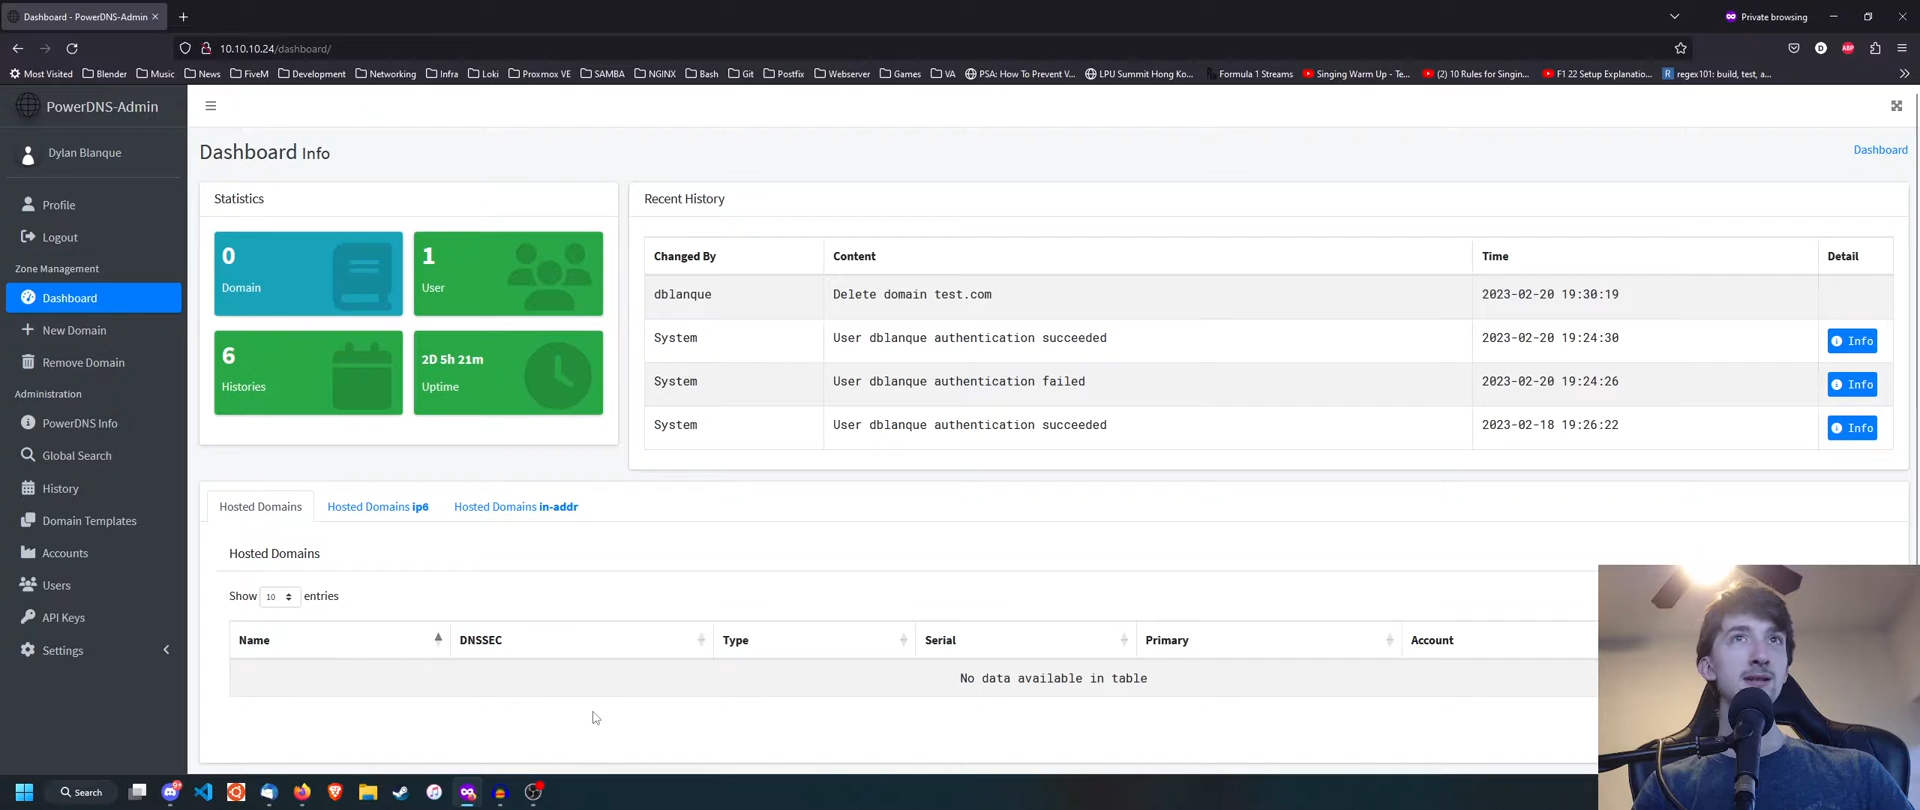 Dashboard - PowerDNS-Admin
Private browsing
10.10.10.24/dashboard/
Most Visited Blender Music News FiveM Development Networking Infra Loki Proxmox VE SAMBA NGINX Bash Git Postfix Webserver Games VA PSA: How To Prevent V... LPU Summit Hong Ko... Formula 1 Streams Singing Warm Up - Te... (2) 10 Rules for Singin... F1 22 Setup Explanation... regex101: build, test, a...
PowerDNS-Admin
Dylan Blanque
Profile
Logout
Zone Management
Dashboard
New Domain
Remove Domain
Administration
PowerDNS Info
Global Search
History
Domain Templates
Accounts
Users
API Keys
Settings
Dashboard Info
Dashboard
Statistics
0
Domain
1
User
6
Histories
2D 5h 21m
Uptime
Recent History
Changed By Content Time Detail
dblanque Delete domain test.com 2023-02-20 19:30:19
System User dblanque authentication succeeded 2023-02-20 19:24:30 Info
System User dblanque authentication failed 2023-02-20 19:24:26 Info
System User dblanque authentication succeeded 2023-02-18 19:26:22 Info
Hosted Domains Hosted Domains ip6 Hosted Domains in-addr
Hosted Domains
Show 10 entries
Name DNSSEC Type Serial Primary Account
No data available in table
Search